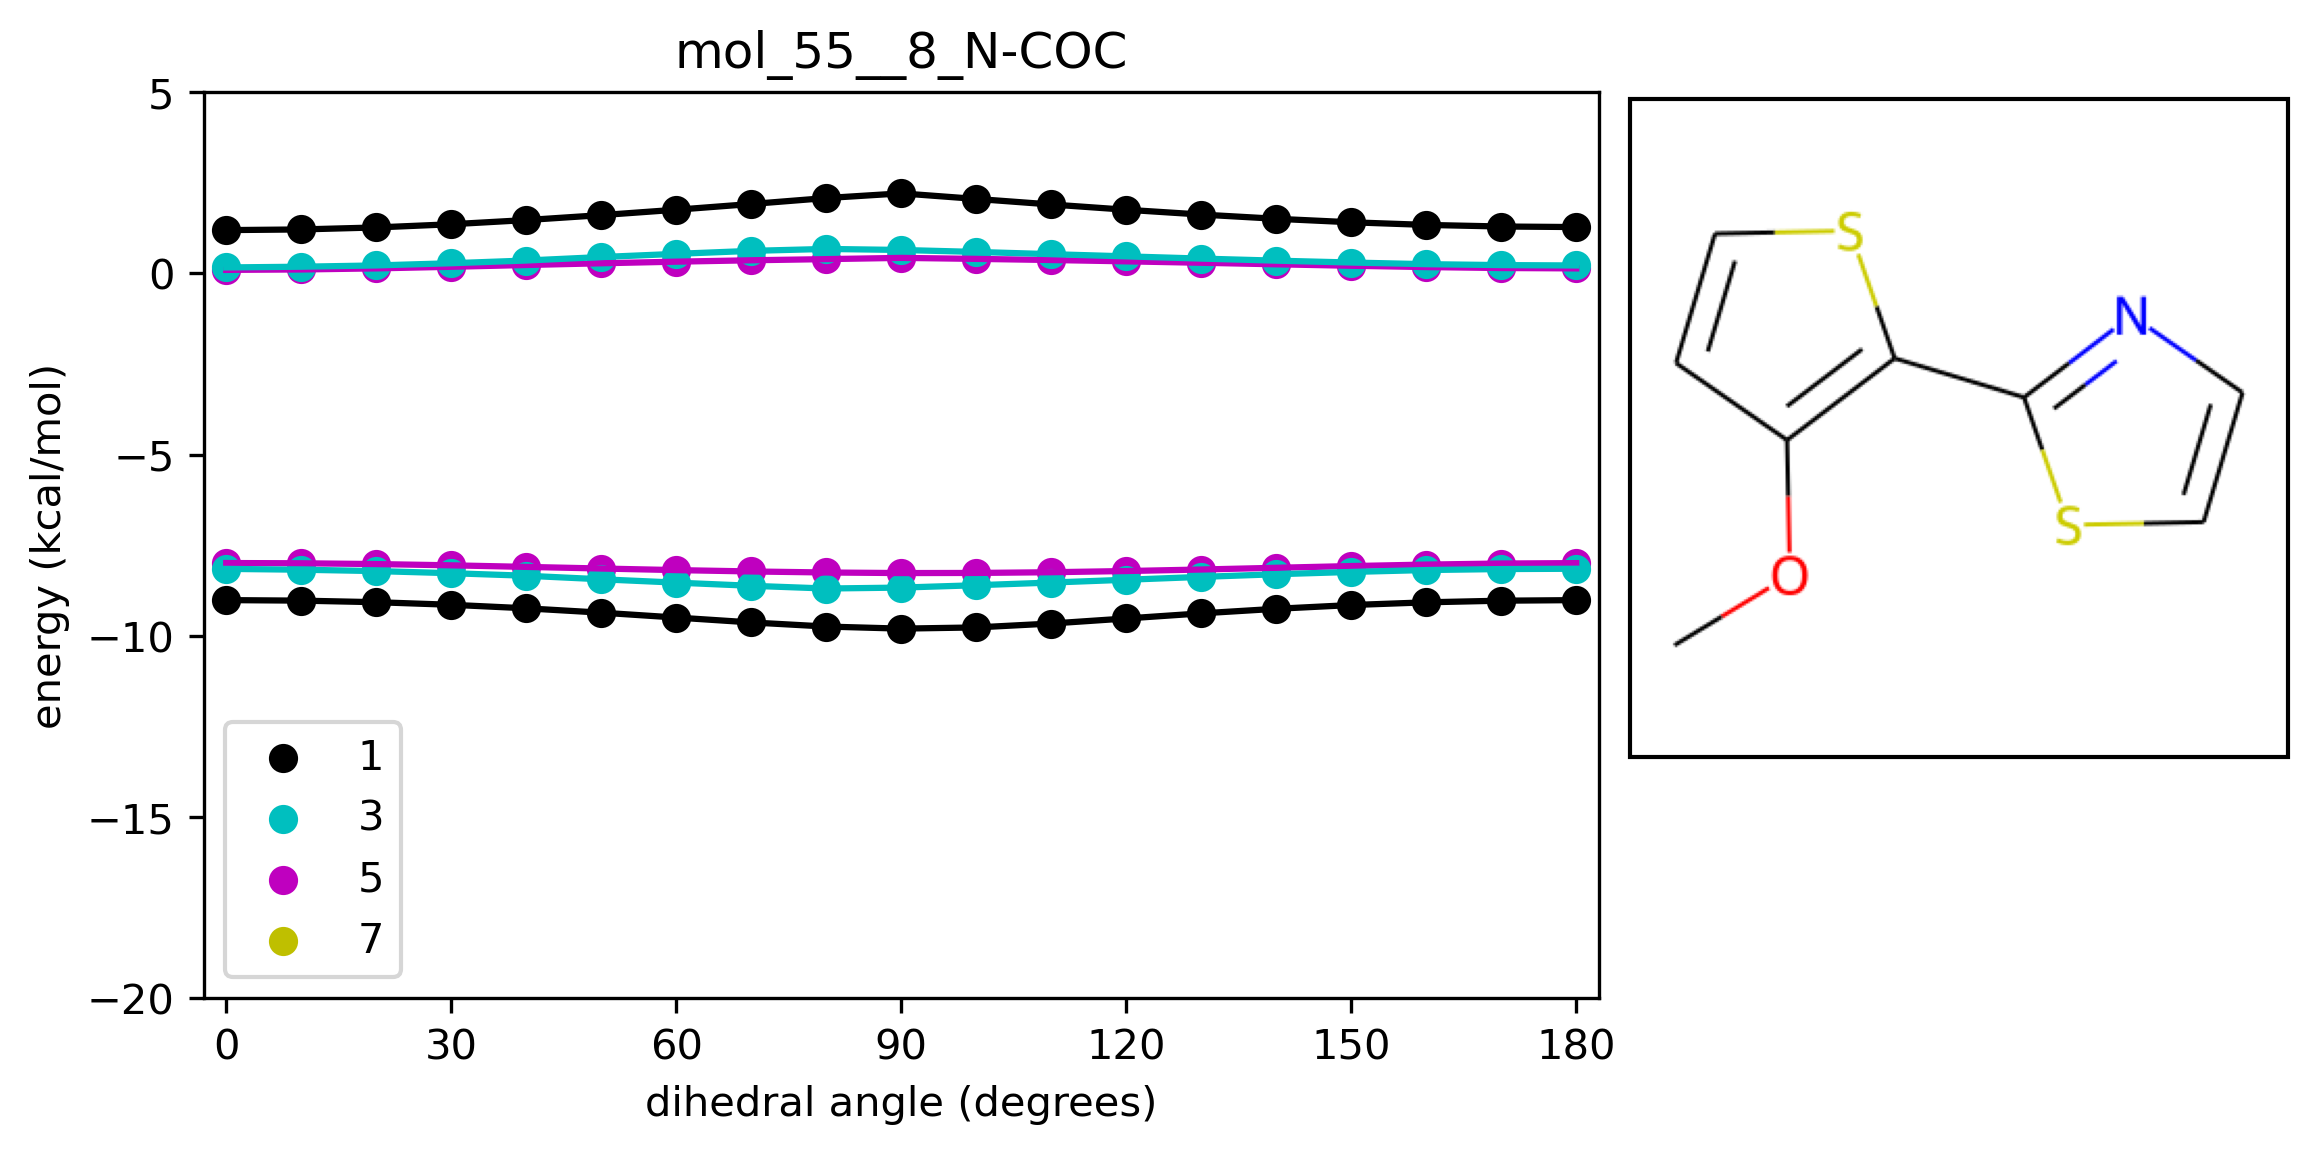 mol_55__8_N-COC
energy (kcal/mol)
5
0
−5
−10
−15
−20
1
3
5
7
0 30 60 90 120 150 180
dihedral angle (degrees)
S
N
S
O